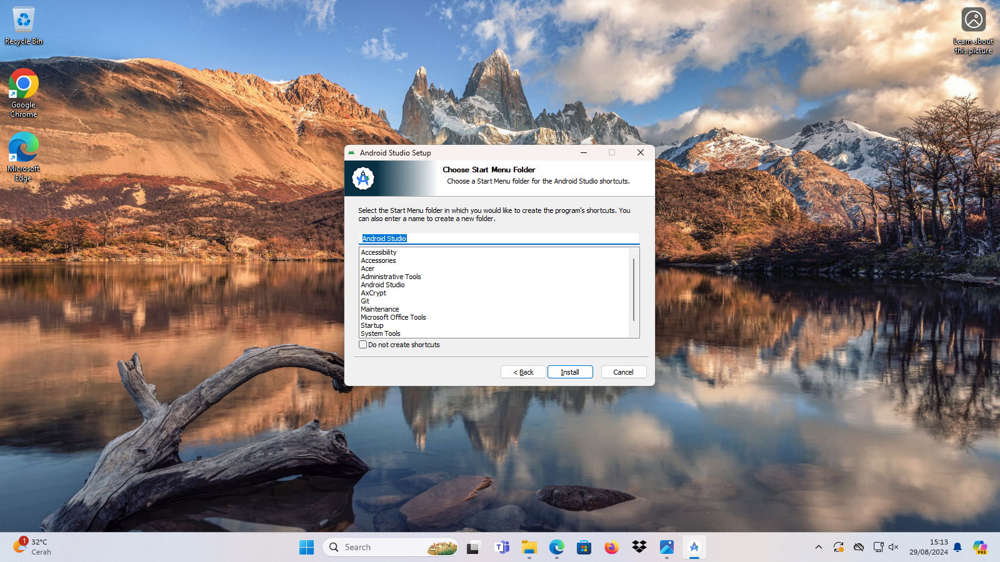 Recycle Bin
Google
Chrome
Microsoft
Edge
Learn about
this picture
Android Studio Setup
Choose Start Menu Folder
Choose a Start Menu folder for the Android Studio shortcuts.
Select the Start Menu folder in which you would like to create the program's shortcuts. You
can also enter a name to create a new folder.
Android Studio
Accessibility
Accessories
Acer
Administrative Tools
Android Studio
AxCrypt
Git
Maintenance
Microsoft Office Tools
Startup
System Tools
Do not create shortcuts
< Back
Install
Cancel
1
32°C
Cerah
Search
15:13
29/08/2024
PRE